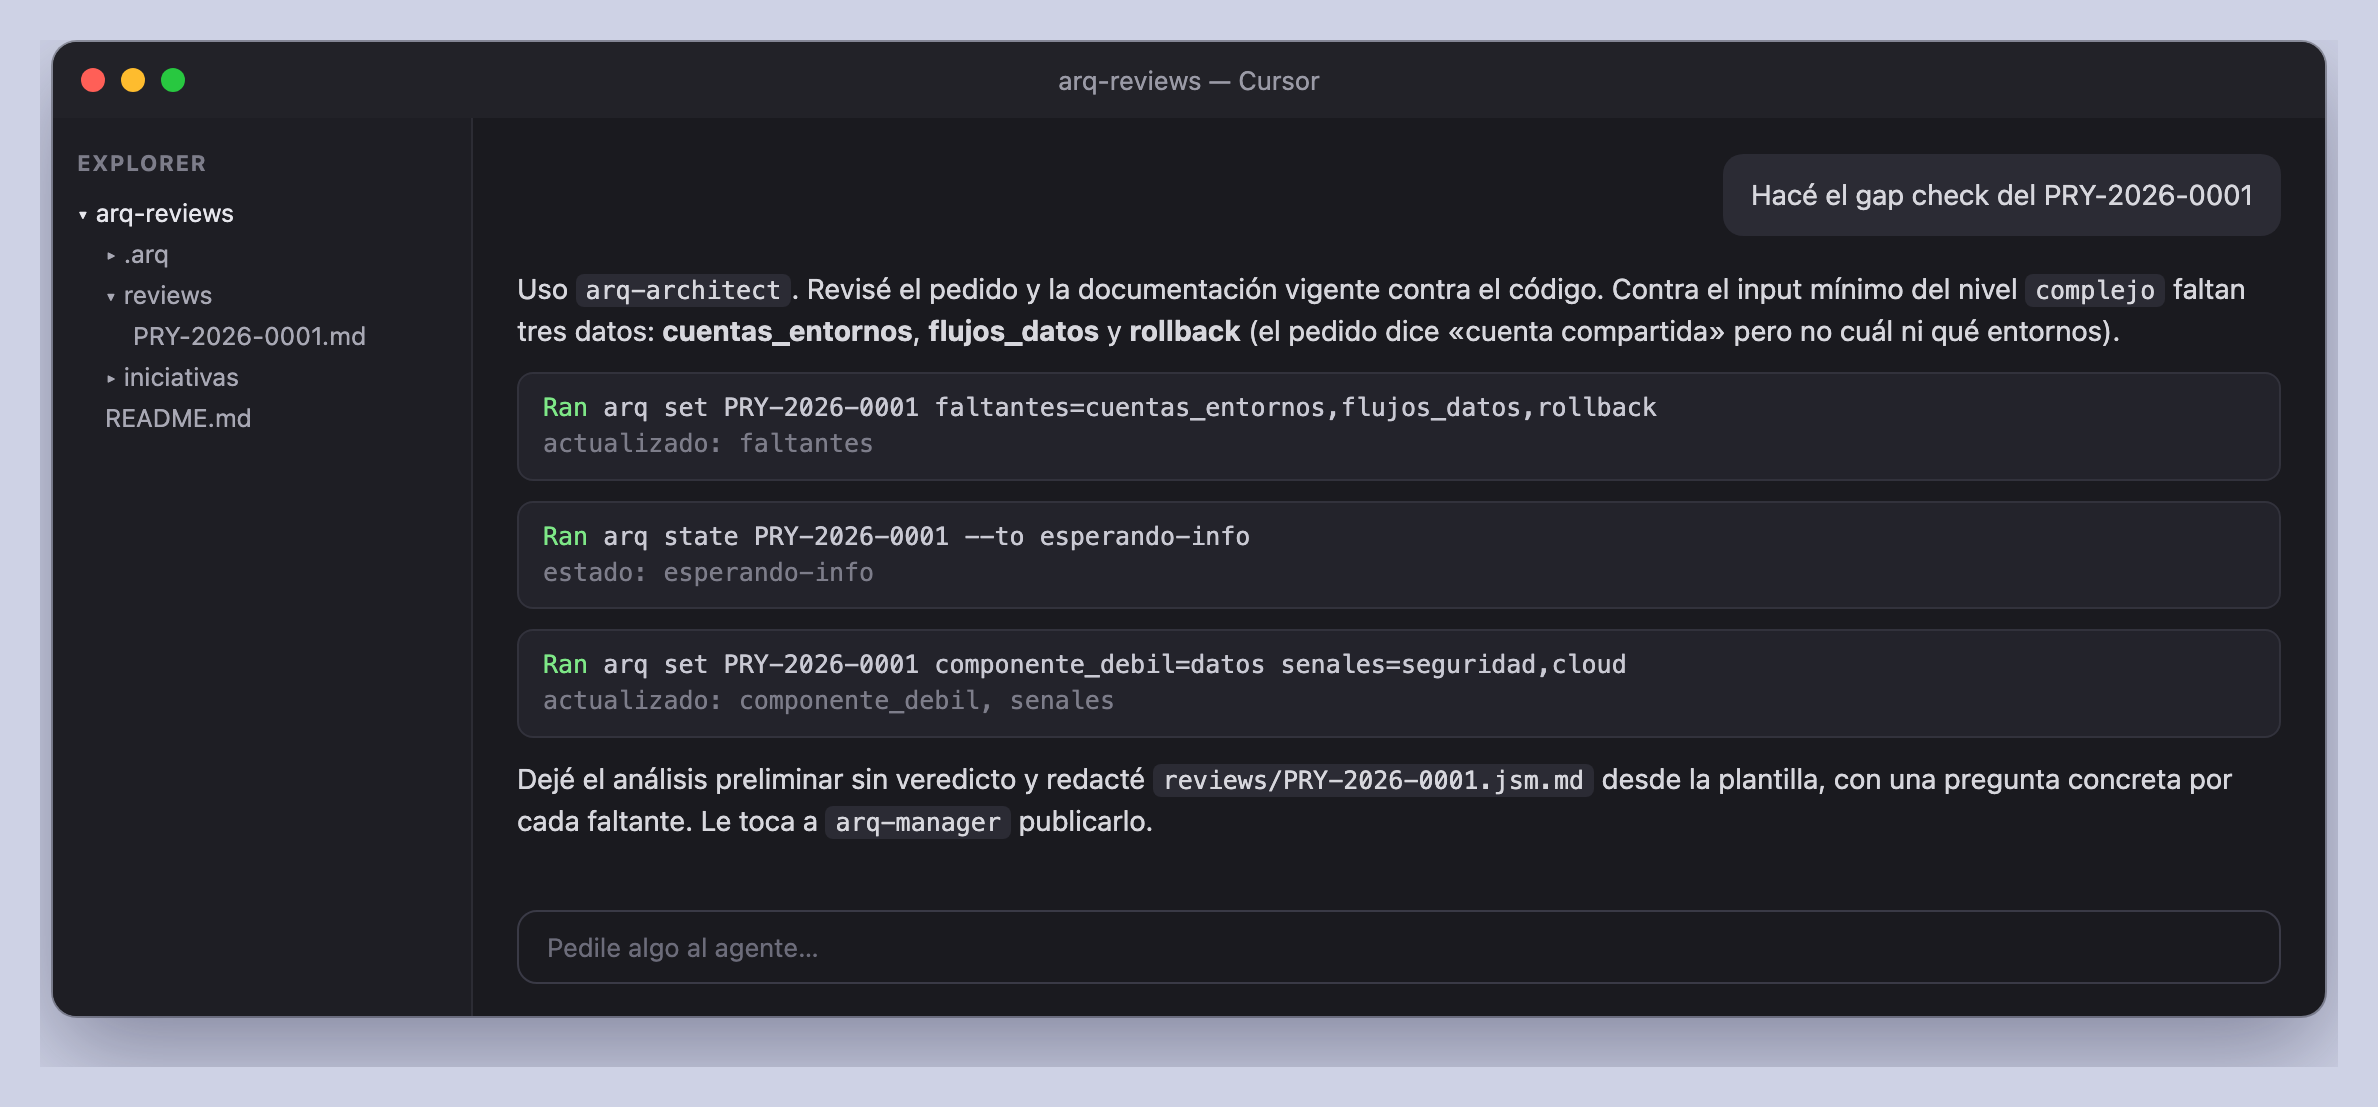 arq-reviews — Cursor
EXPLORER
▾ arq-reviews
▸ .arq
▾ reviews
PRY-2026-0001.md
▸ iniciativas
README.md
Hacé el gap check del PRY-2026-0001
Uso arq-architect. Revisé el pedido y la documentación vigente contra el código. Contra el input mínimo del nivel complejo faltan
tres datos: cuentas_entornos, flujos_datos y rollback (el pedido dice «cuenta compartida» pero no cuál ni qué entornos).
Ran arq set PRY-2026-0001 faltantes=cuentas_entornos,flujos_datos,rollback
actualizado: faltantes
Ran arq state PRY-2026-0001 --to esperando-info
estado: esperando-info
Ran arq set PRY-2026-0001 componente_debil=datos senales=seguridad,cloud
actualizado: componente_debil, senales
Dejé el análisis preliminar sin veredicto y redacté reviews/PRY-2026-0001.jsm.md desde la plantilla, con una pregunta concreta por
cada faltante. Le toca a arq-manager publicarlo.
Pedile algo al agente...